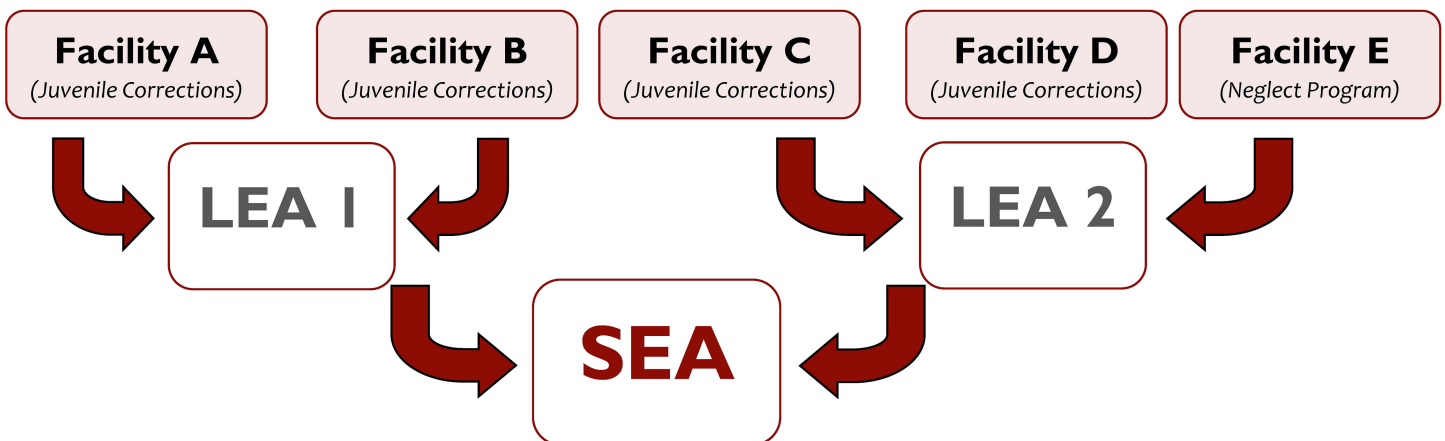 Facility A
(Juvenile Corrections)
Facility B
(Juvenile Corrections)
Facility C
(Juvenile Corrections)
Facility D
(Juvenile Corrections)
Facility E
(Neglect Program)
LEA 1
LEA 2
SEA